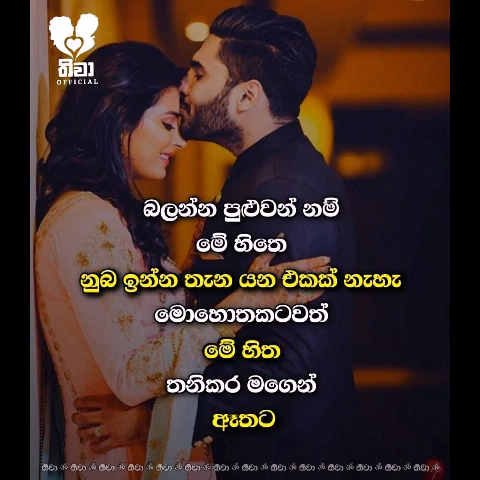 තිවා
OFFICIAL
බලන්න පුළුවන් නම්
මේ හිතෙ
නුබ ඉන්න තැන යන එකක් නැහැ
මොහොතකටවත්
මේ හිත
තනිකර මගෙන්
ඈතට
තිවා තිවා තිවා තිවා තිවා තිවා තිවා තිවා තිවා තිවා තිවා තිවා තිවා